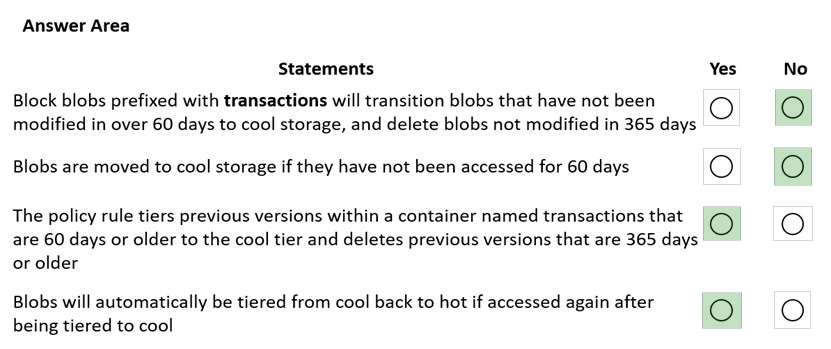 Answer Area
Statements Yes No
Block blobs prefixed with transactions will transition blobs that have not been
modified in over 60 days to cool storage, and delete blobs not modified in 365 days
Blobs are moved to cool storage if they have not been accessed for 60 days
The policy rule tiers previous versions within a container named transactions that
are 60 days or older to the cool tier and deletes previous versions that are 365 days
or older
Blobs will automatically be tiered from cool back to hot if accessed again after
being tiered to cool